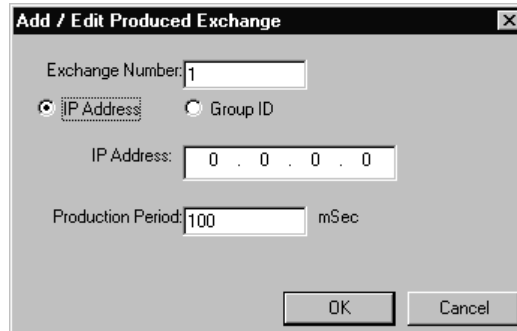 Add / Edit Produced Exchange
Exchange Number: 1
IP Address Group ID
IP Address: 0 . 0 . 0 . 0
Production Period: 100 mSec
OK Cancel